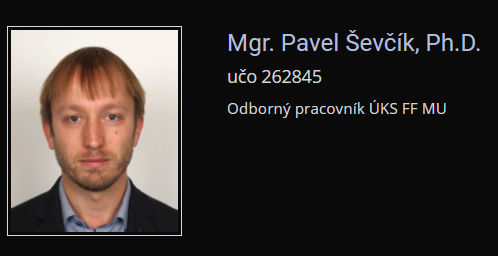 Mgr. Pavel Ševčík, Ph.D.
učo 262845
Odborný pracovník ÚKS FF MU